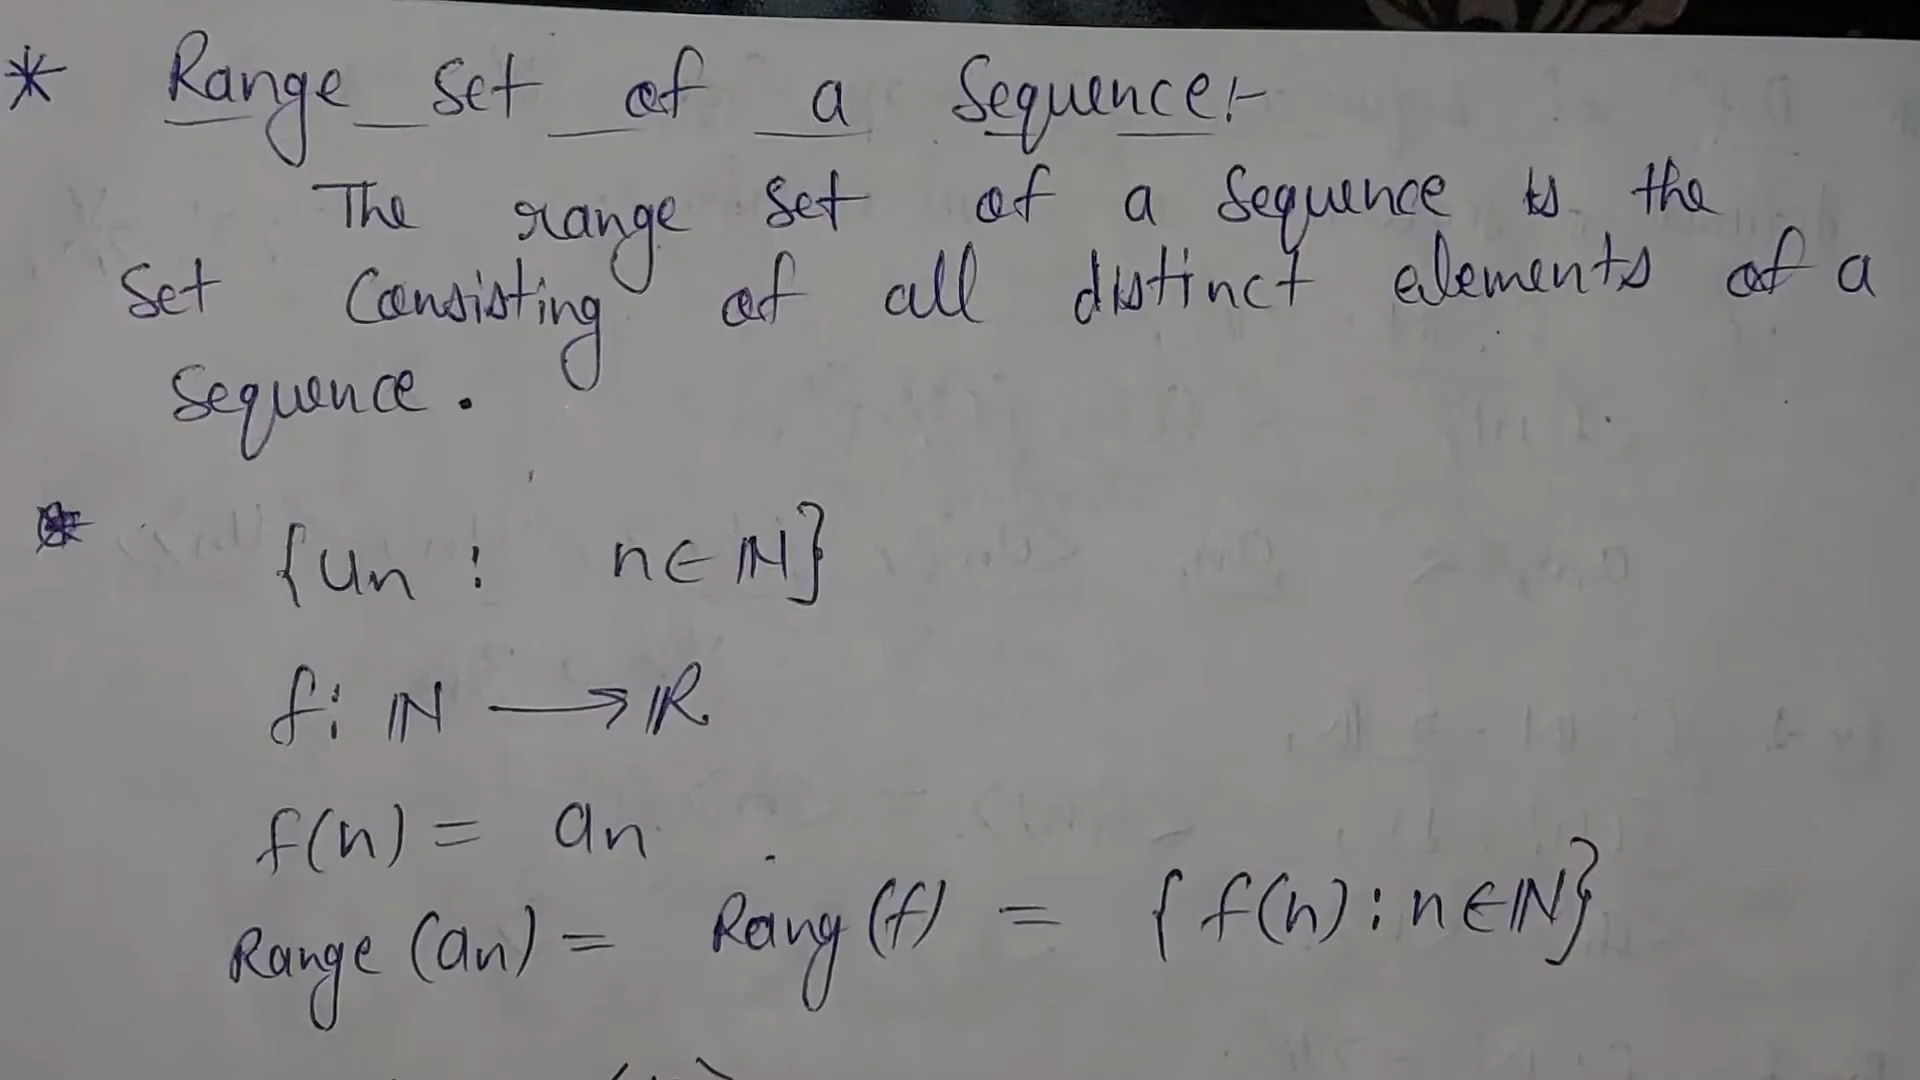 * Range set of a Sequence:-
The range set of a sequence is the
set consisting of all distinct elements of a
sequence.
{un : n∈ℕ}
f: ℕ ⟶ ℝ
f(n) = an
Range (an) = Rang (f) = { f(n) : n∈ℕ}